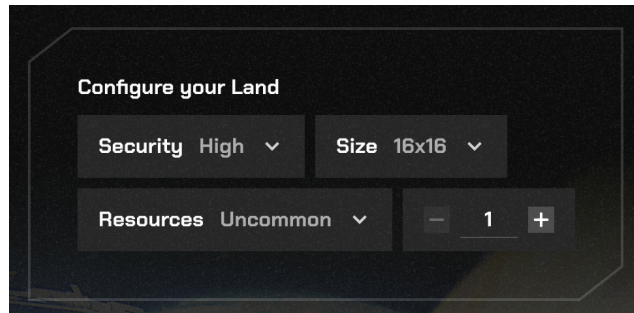 Configure your Land
Security High Size 16x16
Resources Uncommon − 1 +